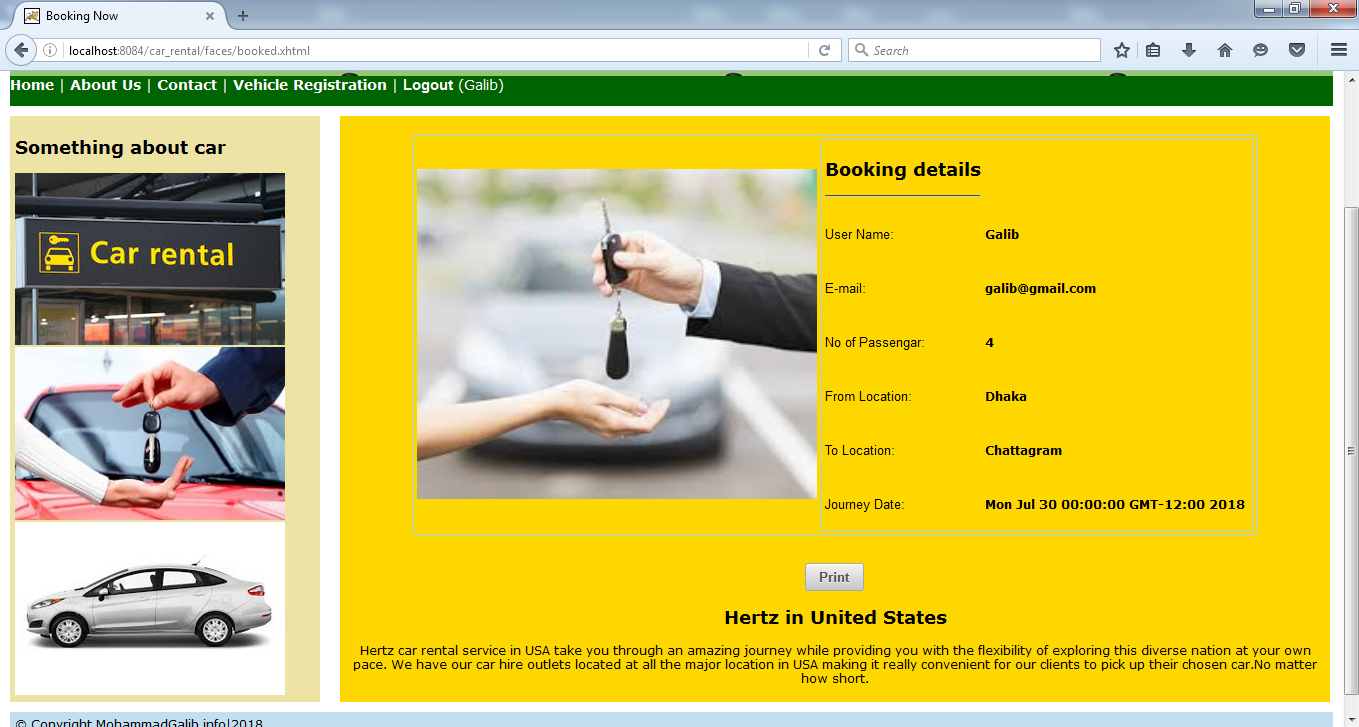 Booking Now
localhost:8084/car_rental/faces/booked.xhtml
Search
Home | About Us | Contact | Vehicle Registration | Logout (Galib)
Something about car
Car rental
Booking details
User Name: Galib
E-mail: galib@gmail.com
No of Passengar: 4
From Location: Dhaka
To Location: Chattagram
Journey Date: Mon Jul 30 00:00:00 GMT-12:00 2018
Print
Hertz in United States
Hertz car rental service in USA take you through an amazing journey while providing you with the flexibility of exploring this diverse nation at your own
pace. We have our car hire outlets located at all the major location in USA making it really convenient for our clients to pick up their chosen car.No matter
how short.
© Copyright MohammadGalib.info|2018